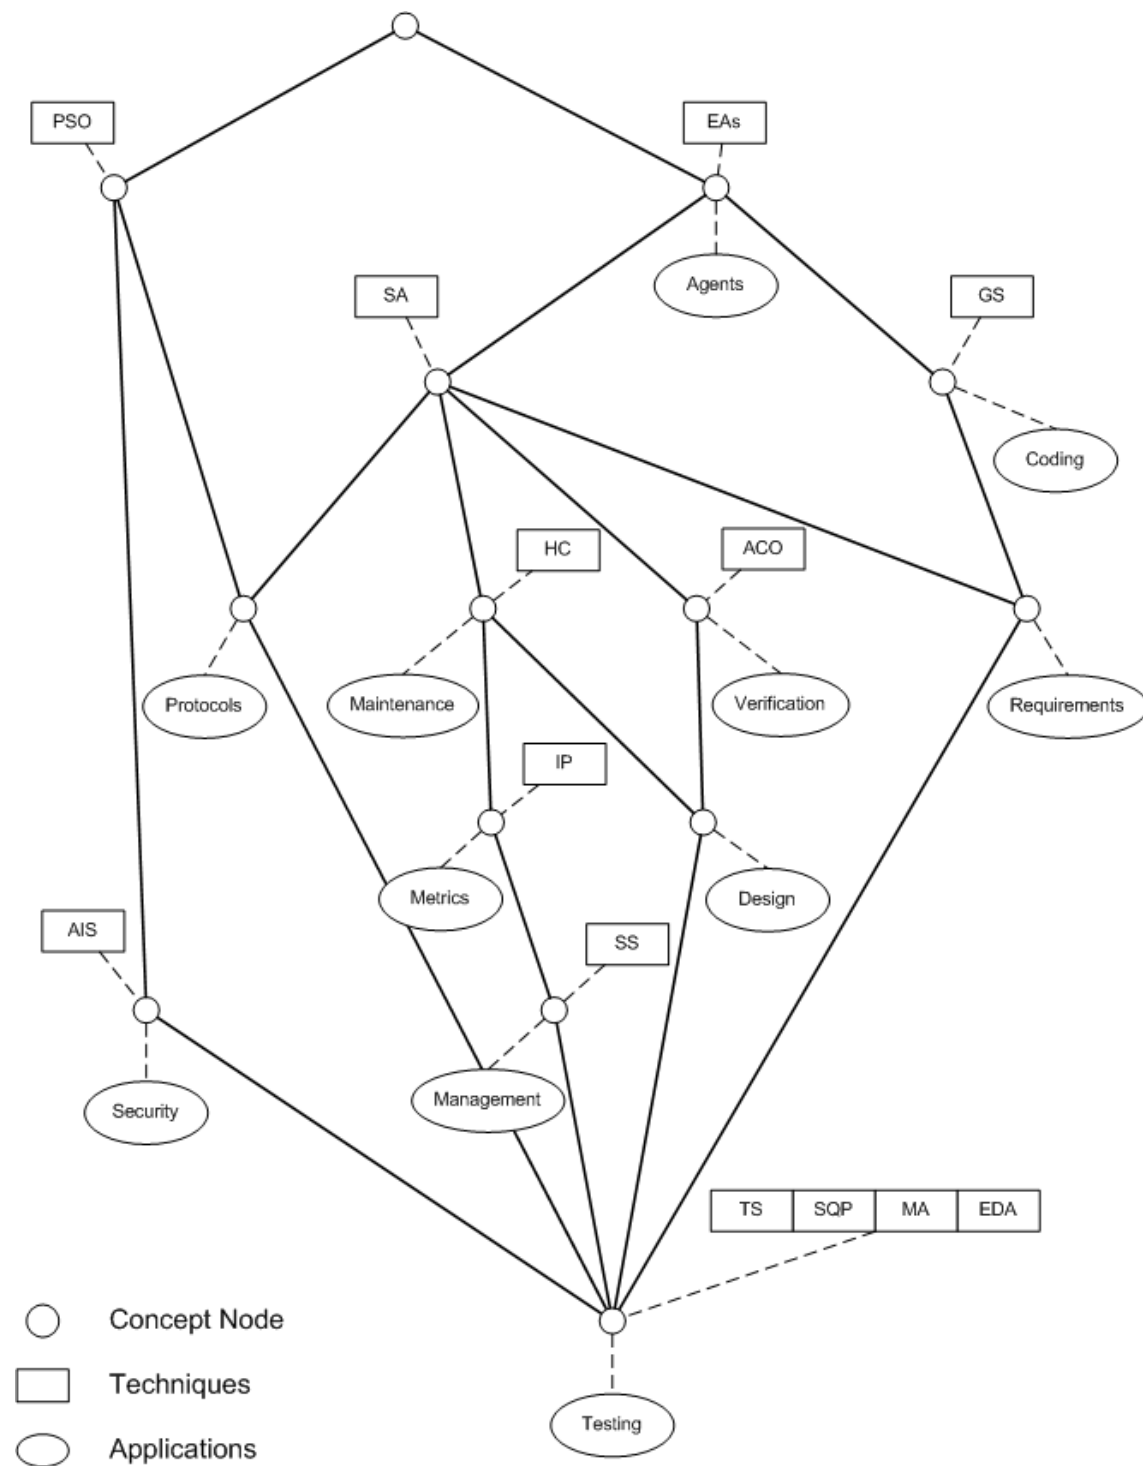 PSO
EAs
Agents
SA
GS
Coding
HC
ACO
Protocols
Maintenance
Verification
Requirements
IP
Metrics
Design
AIS
SS
Security
Management
TS SQP MA EDA
Concept Node
Techniques
Testing
Applications